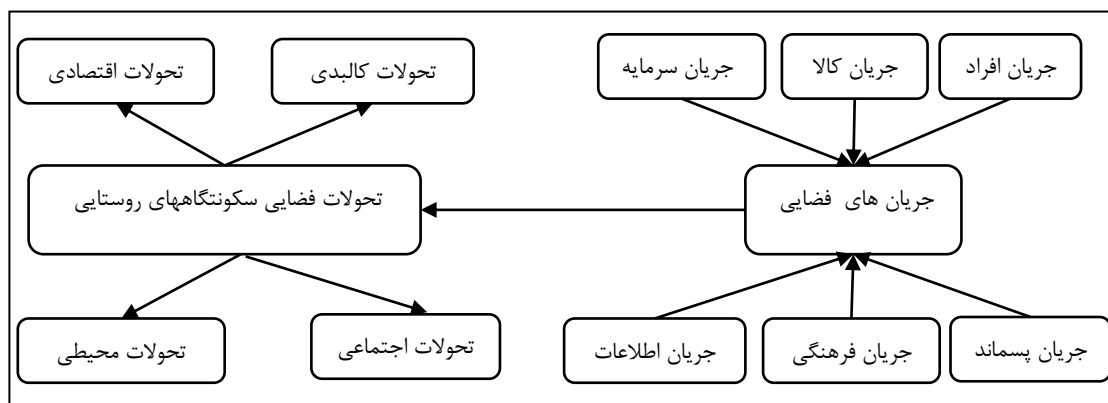 جریان افراد
جریان کالا
جریان سرمایه
تحولات کالبدی
تحولات اقتصادی
جریان های فضایی
تحولات فضایی سکونتگاههای روستایی
جریان پسماند
جریان فرهنگی
جریان اطلاعات
تحولات اجتماعی
تحولات محیطی